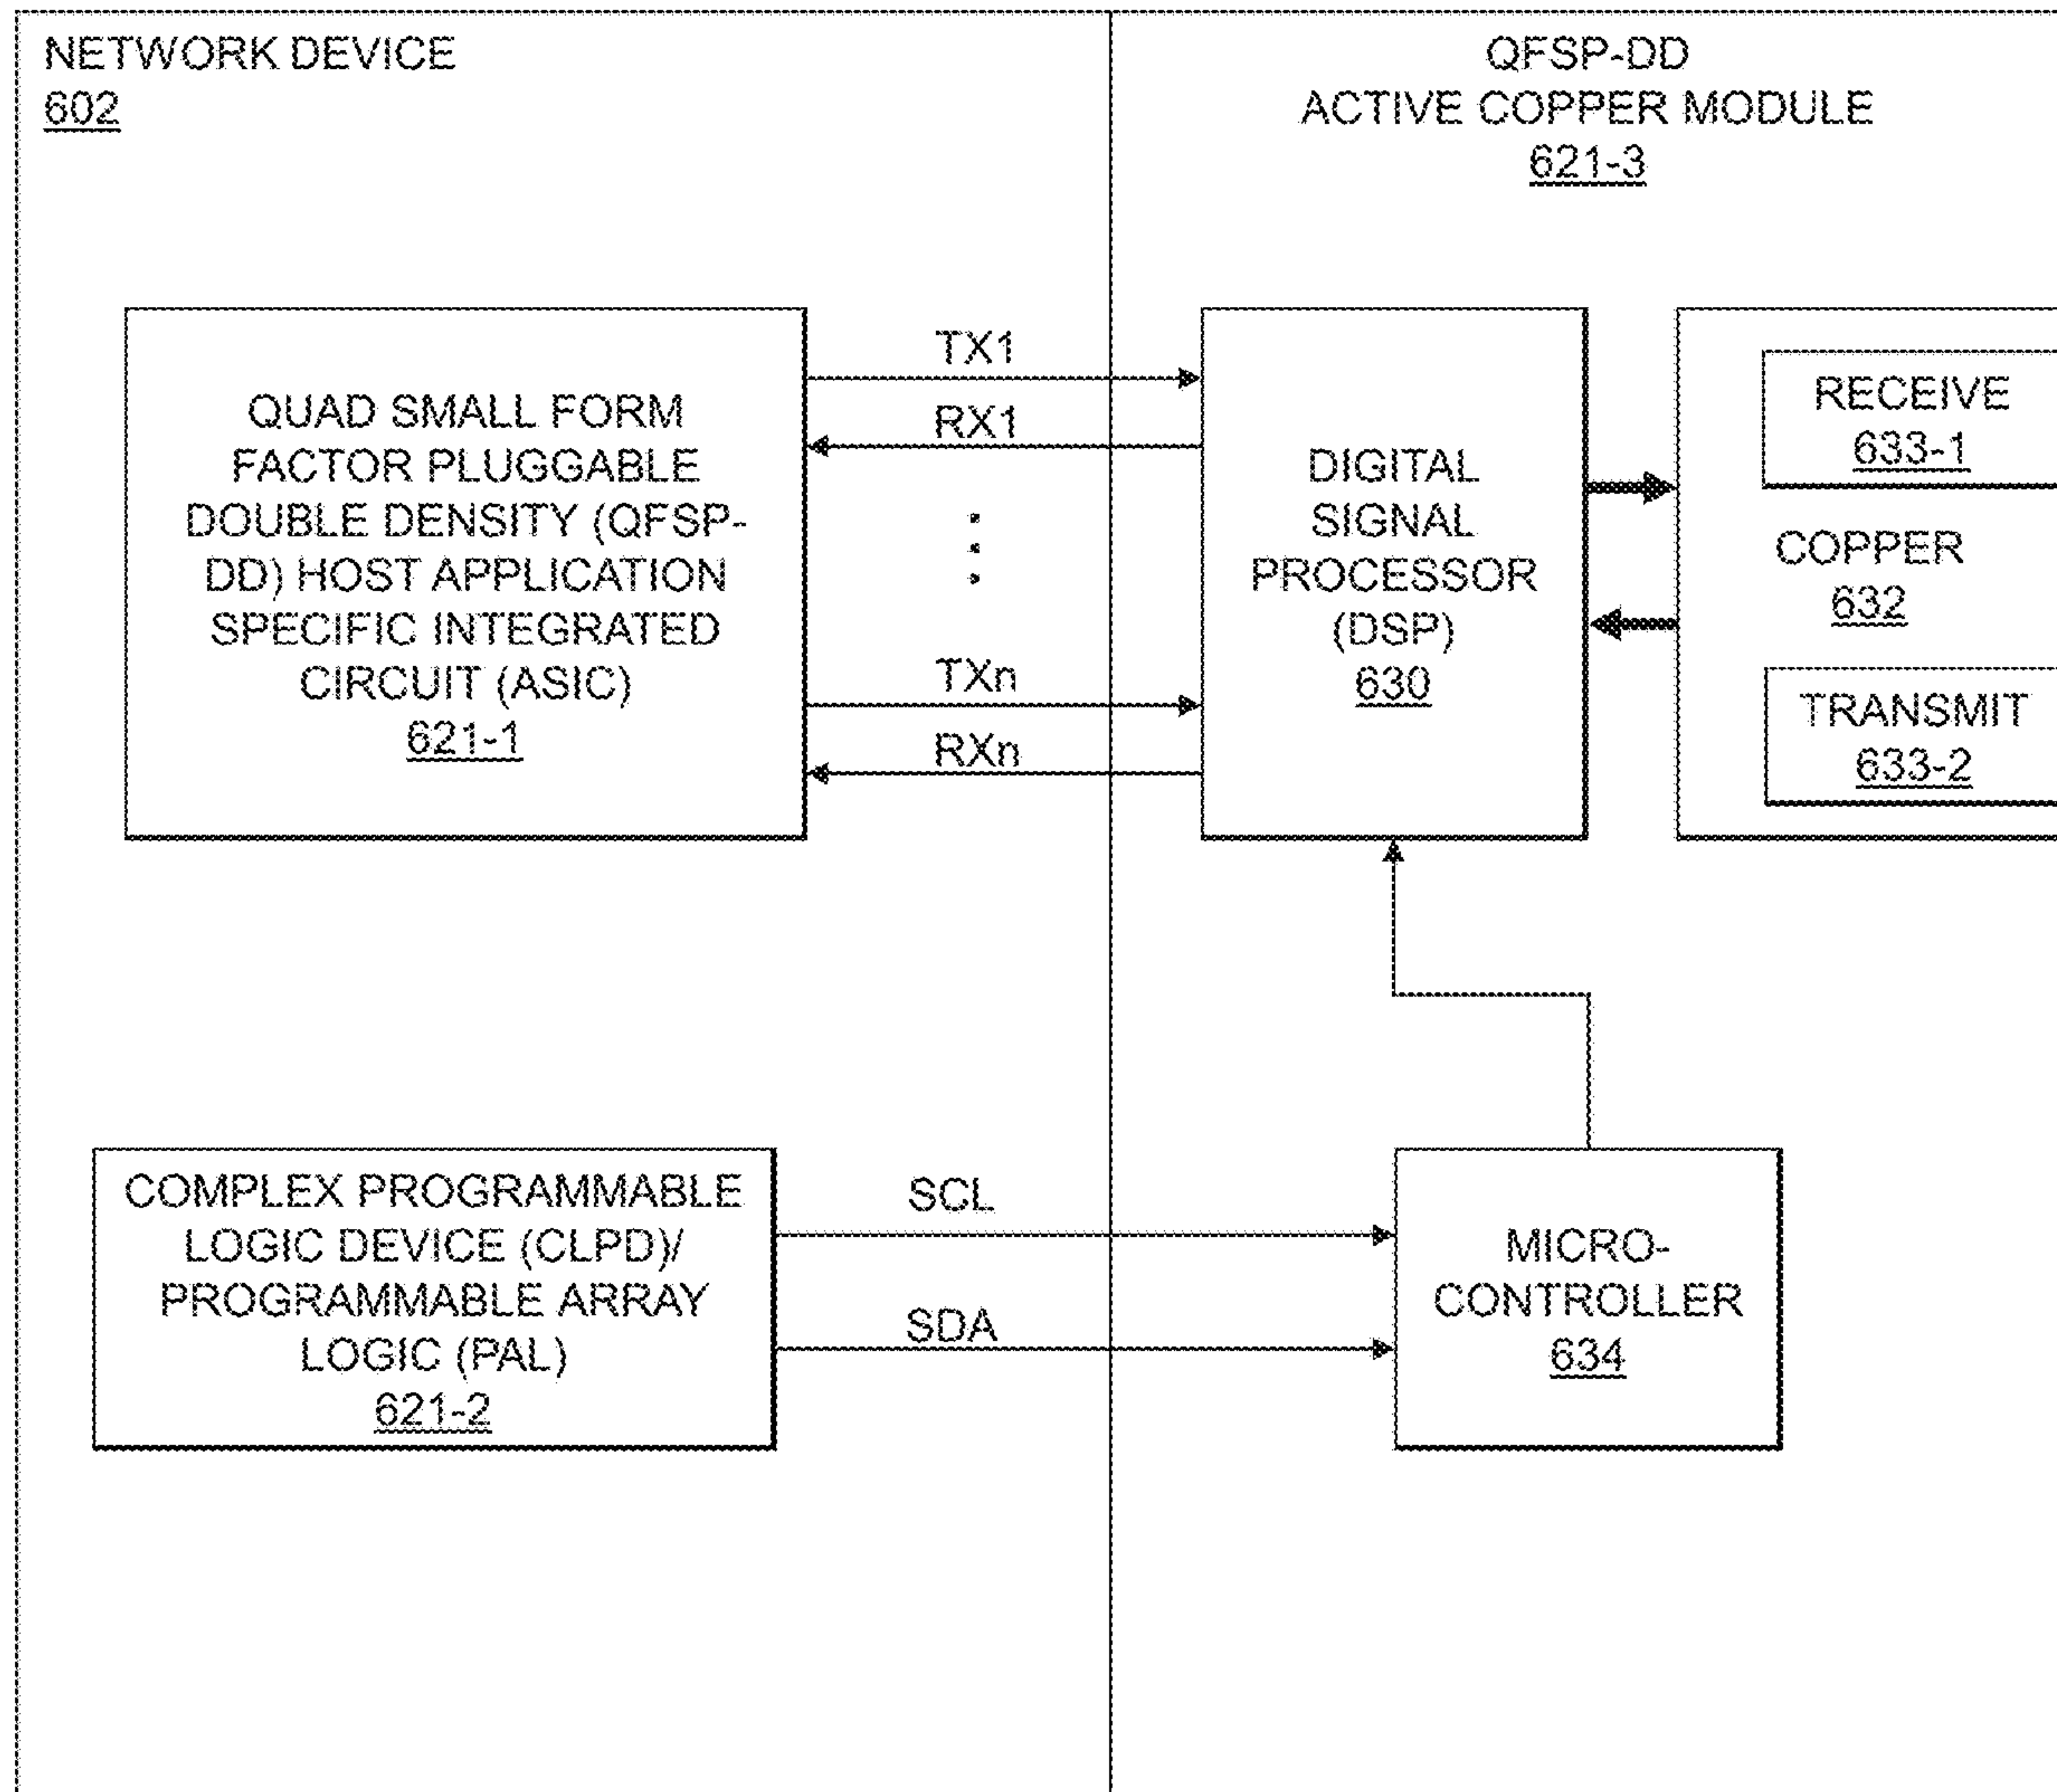 NETWORK DEVICE
602
QFSP-DD
ACTIVE COPPER MODULE
621-3
QUAD SMALL FORM
FACTOR PLUGGABLE
DOUBLE DENSITY (QFSP-
DD) HOST APPLICATION
SPECIFIC INTEGRATED
CIRCUIT (ASIC)
621-1
TX1
RX1
TXn
RXn
DIGITAL
SIGNAL
PROCESSOR
(DSP)
630
RECEIVE
633-1
COPPER
632
TRANSMIT
633-2
COMPLEX PROGRAMMABLE
LOGIC DEVICE (CLPD)/
PROGRAMMABLE ARRAY
LOGIC (PAL)
621-2
SCL
SDA
MICRO-
CONTROLLER
634